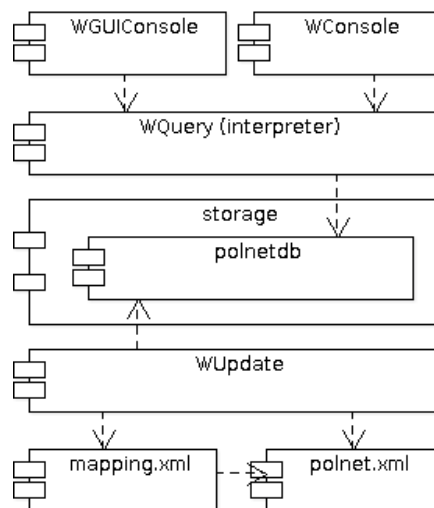 WGUIConsole WConsole
WQuery (interpreter)
storage
polnetdb
WUpdate
mapping.xml polnet.xml